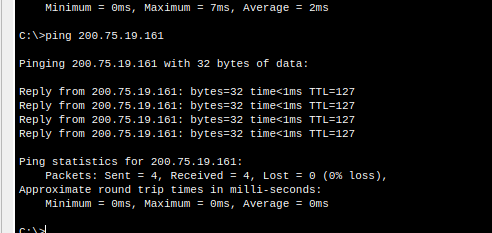 Minimum = 0ms, Maximum = 7ms, Average = 2ms
C:\>ping 200.75.19.161
Pinging 200.75.19.161 with 32 bytes of data:
Reply from 200.75.19.161: bytes=32 time<1ms TTL=127
Reply from 200.75.19.161: bytes=32 time<1ms TTL=127
Reply from 200.75.19.161: bytes=32 time<1ms TTL=127
Reply from 200.75.19.161: bytes=32 time<1ms TTL=127
Ping statistics for 200.75.19.161:
Packets: Sent = 4, Received = 4, Lost = 0 (0% loss),
Approximate round trip times in milli-seconds:
Minimum = 0ms, Maximum = 0ms, Average = 0ms
C:\>